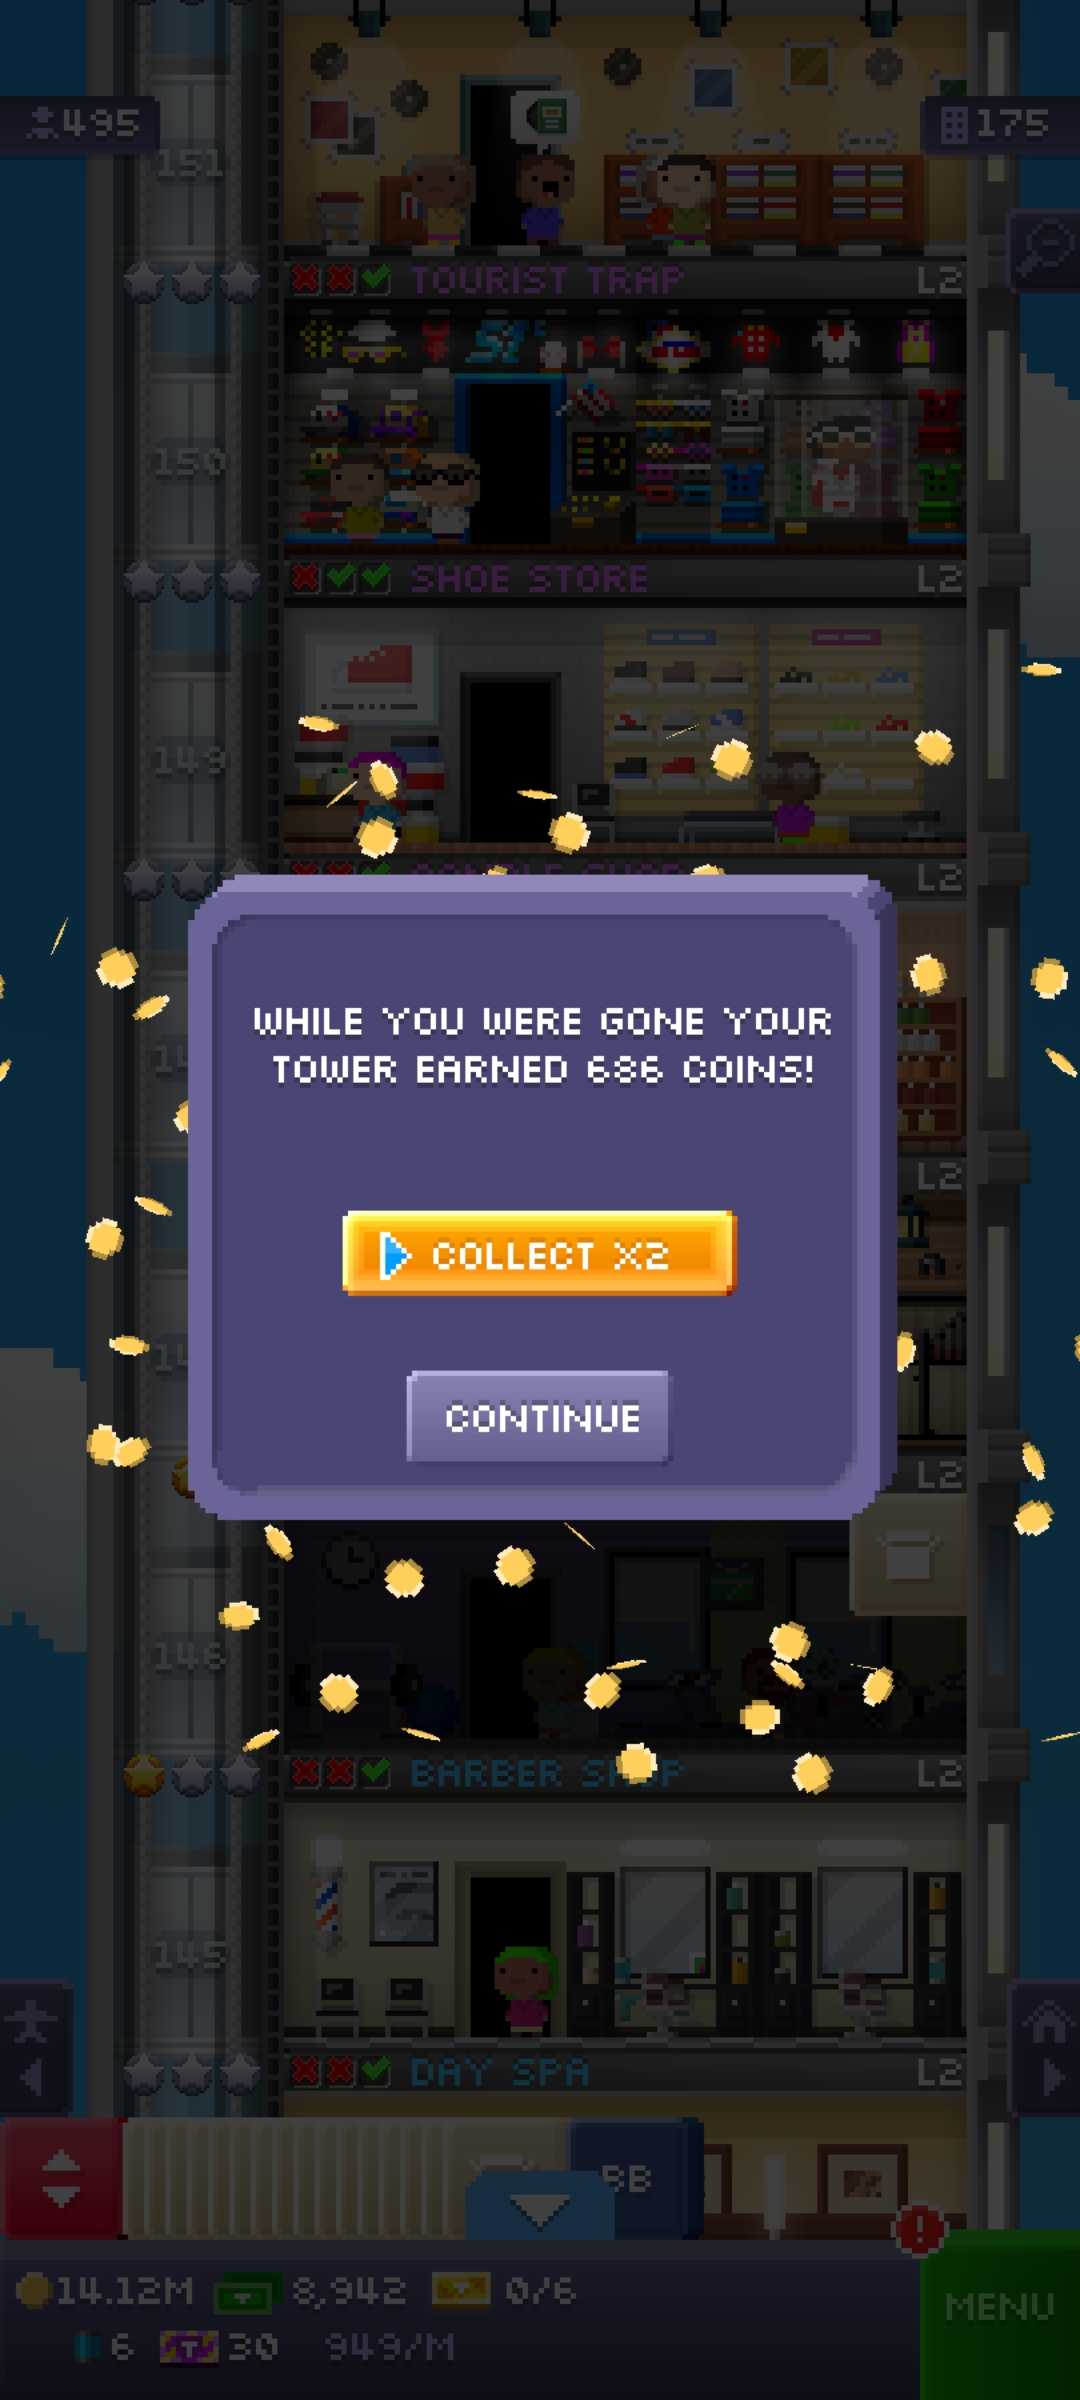 495
175
151
TOURIST TRAP
L2
150
SHOE STORE
L2
149
L2
WHILE YOU WERE GONE YOUR
TOWER EARNED 686 COINS!
L2
COLLECT X2
CONTINUE
L2
146
BARBER SHOP
L2
145
DAY SPA
L2
BB
14.12M
8,942
0/6
MENU
6
30
949/M